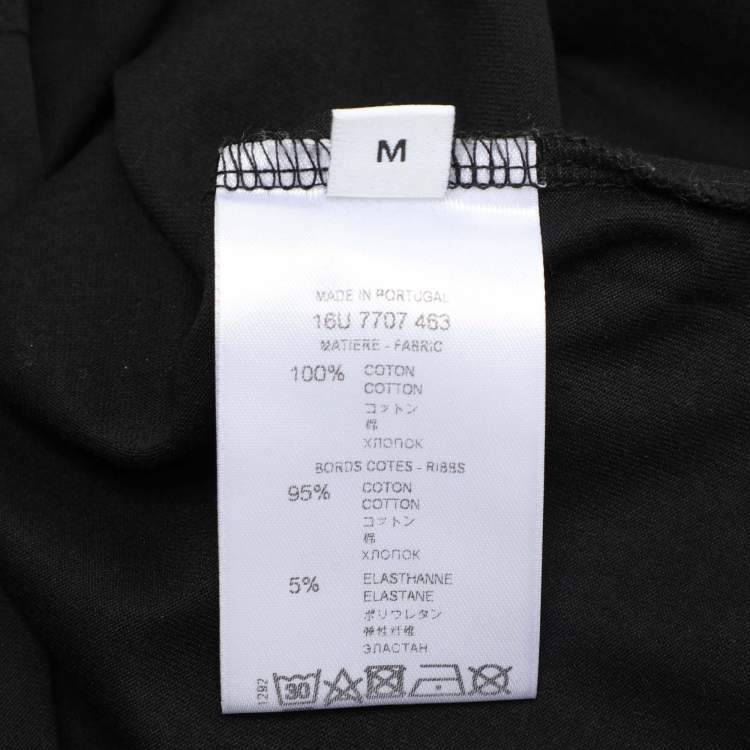 M
MADE IN PORTUGAL
16U 7707 463
MATIERE - FABRIC
100% COTON
COTTON
コットン
棉
ХЛОПОК
BORDS COTES - RIBBS
95% COTON
COTTON
コットン
棉
ХЛОПОК
5% ELASTHANNE
ELASTANE
ポリウレタン
弹性纤维
ЭЛАСТАН
1292
30